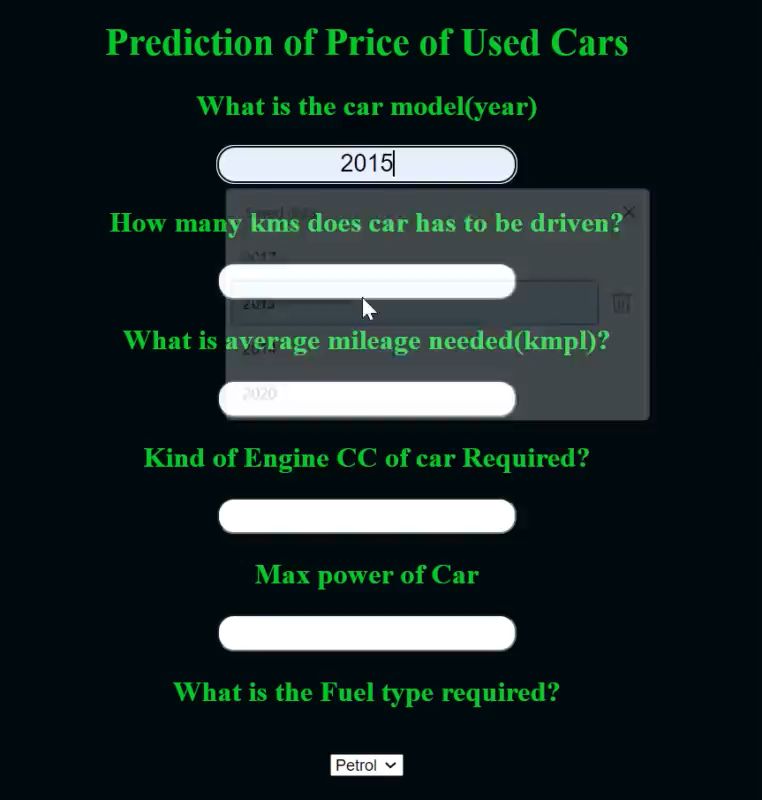 Prediction of Price of Used Cars
What is the car model(year)
2015
How many kms does car has to be driven?
2017
2015
What is average mileage needed(kmpl)?
2014
2020
Kind of Engine CC of car Required?
Max power of Car
What is the Fuel type required?
Petrol